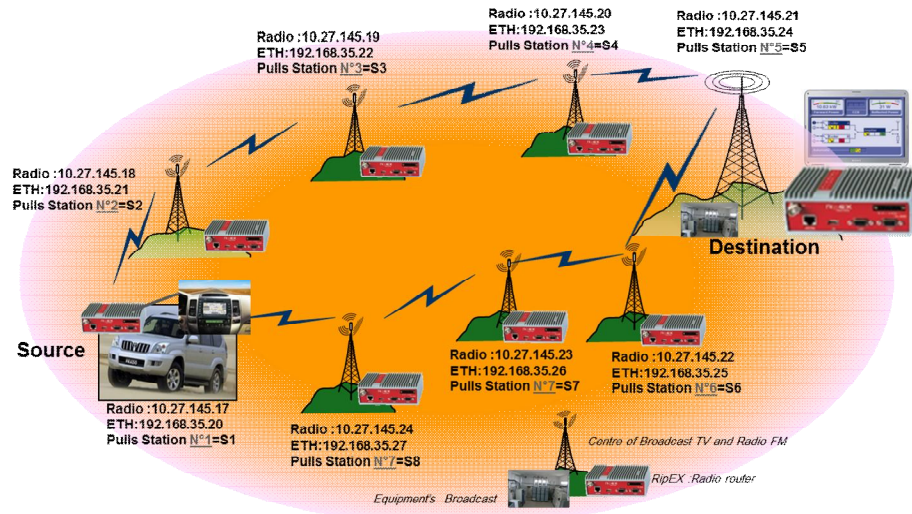 Radio :10.27.145.19
ETH:192.168.35.22
Pulls Station N°3=S3
Radio :10.27.145.20
ETH:192.168.35.23
Pulls Station N°4=S4
Radio :10.27.145.21
ETH:192.168.35.24
Pulls Station N°5=S5
Radio :10.27.145.18
ETH:192.168.35.21
Pulls Station N°2=S2
Destination
Source
Radio :10.27.145.17
ETH:192.168.35.20
Pulls Station N°1=S1
Radio :10.27.145.24
ETH:192.168.35.27
Pulls Station N°7=S8
Radio :10.27.145.23
ETH:192.168.35.26
Pulls Station N°7=S7
Radio :10.27.145.22
ETH:192.168.35.25
Pulls Station N°6=S6
Centre of Broadcast TV and Radio FM
RipEX :Radio router
Equipment's Broadcast